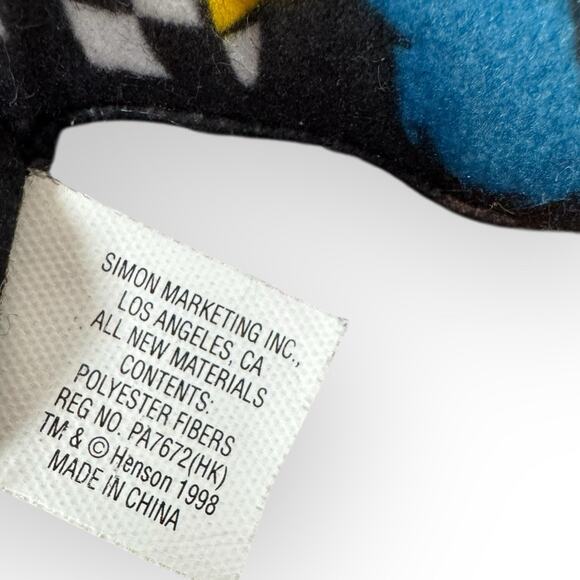 SIMON MARKETING INC.,
LOS ANGELES, CA
ALL NEW MATERIALS
CONTENTS:
POLYESTER FIBERS
REG NO. PA7672(HK)
TM & © Henson 1998
MADE IN CHINA